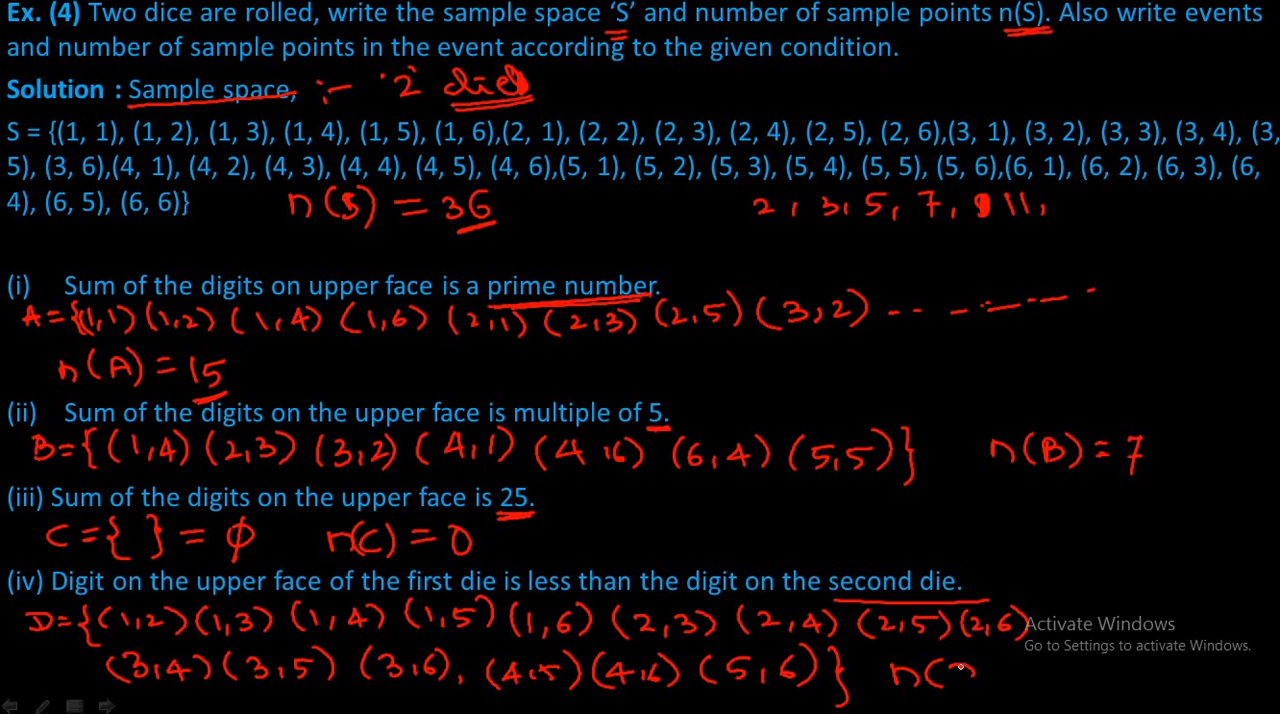 Ex. (4) Two dice are rolled, write the sample space ‘S’ and number of sample points n(S). Also write events
and number of sample points in the event according to the given condition.
Solution : Sample space, :- '2' dies
S = {(1, 1), (1, 2), (1, 3), (1, 4), (1, 5), (1, 6),(2, 1), (2, 2), (2, 3), (2, 4), (2, 5), (2, 6),(3, 1), (3, 2), (3, 3), (3, 4), (3,
5), (3, 6),(4, 1), (4, 2), (4, 3), (4, 4), (4, 5), (4, 6),(5, 1), (5, 2), (5, 3), (5, 4), (5, 5), (5, 6),(6, 1), (6, 2), (6, 3), (6,
4), (6, 5), (6, 6)} n(S) = 36 2, 3, 5, 7, 11,
(i) Sum of the digits on upper face is a prime number.
A={(1,1) (1,2) (1,4) (1,6) (2,1) (2,3) (2,5) (3,2) -- - -- - -
n(A) = 15
(ii) Sum of the digits on the upper face is multiple of 5.
B={(1,4) (2,3) (3,2) (4,1) (4,6) (6,4) (5,5)} n(B) = 7
(iii) Sum of the digits on the upper face is 25.
C={ } = ϕ n(C) = 0
(iv) Digit on the upper face of the first die is less than the digit on the second die.
D={(1,2)(1,3) (1,4) (1,5) (1,6) (2,3) (2,4) (2,5) (2,6)
Activate Windows
Go to Settings to activate Windows.
(3,4)(3,5) (3,6), (4,5)(4,6) (5,6)} n(